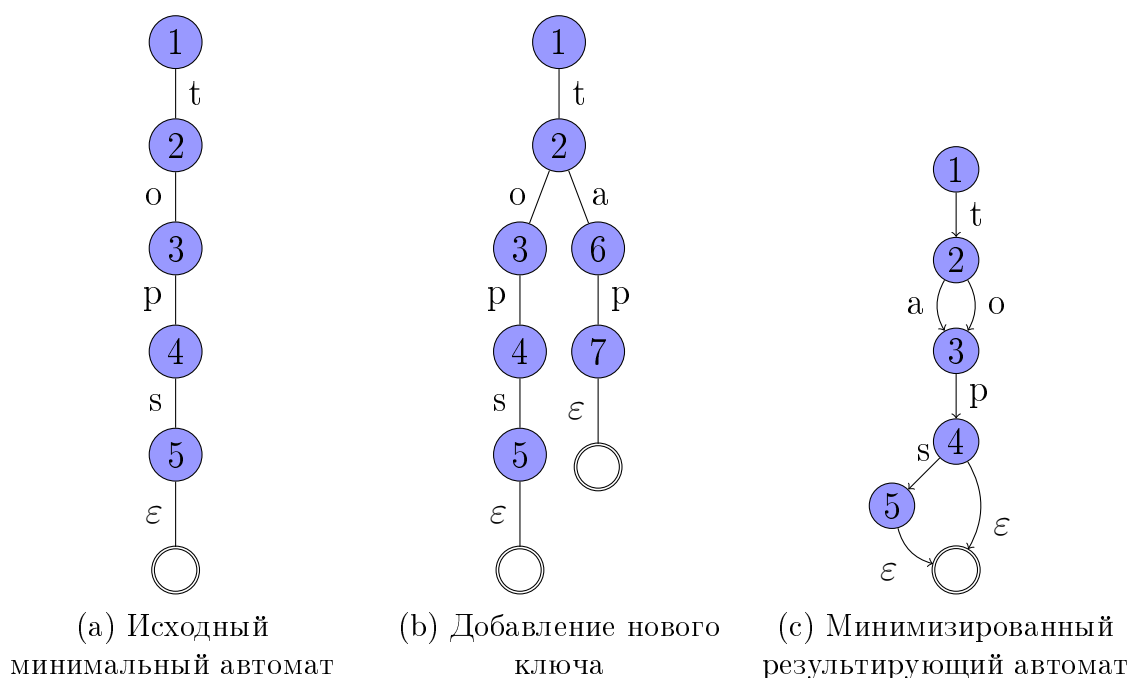 1
t
2
o
3
p
4
s
5
ε
(a) Исходный
минимальный автомат
1
t
2
o a
3 6
p p
4 7
s ε
5
ε
(b) Добавление нового
ключа
1
t
2
a o
3
p
4
s
5
ε
ε
(c) Минимизированный
результирующий автомат